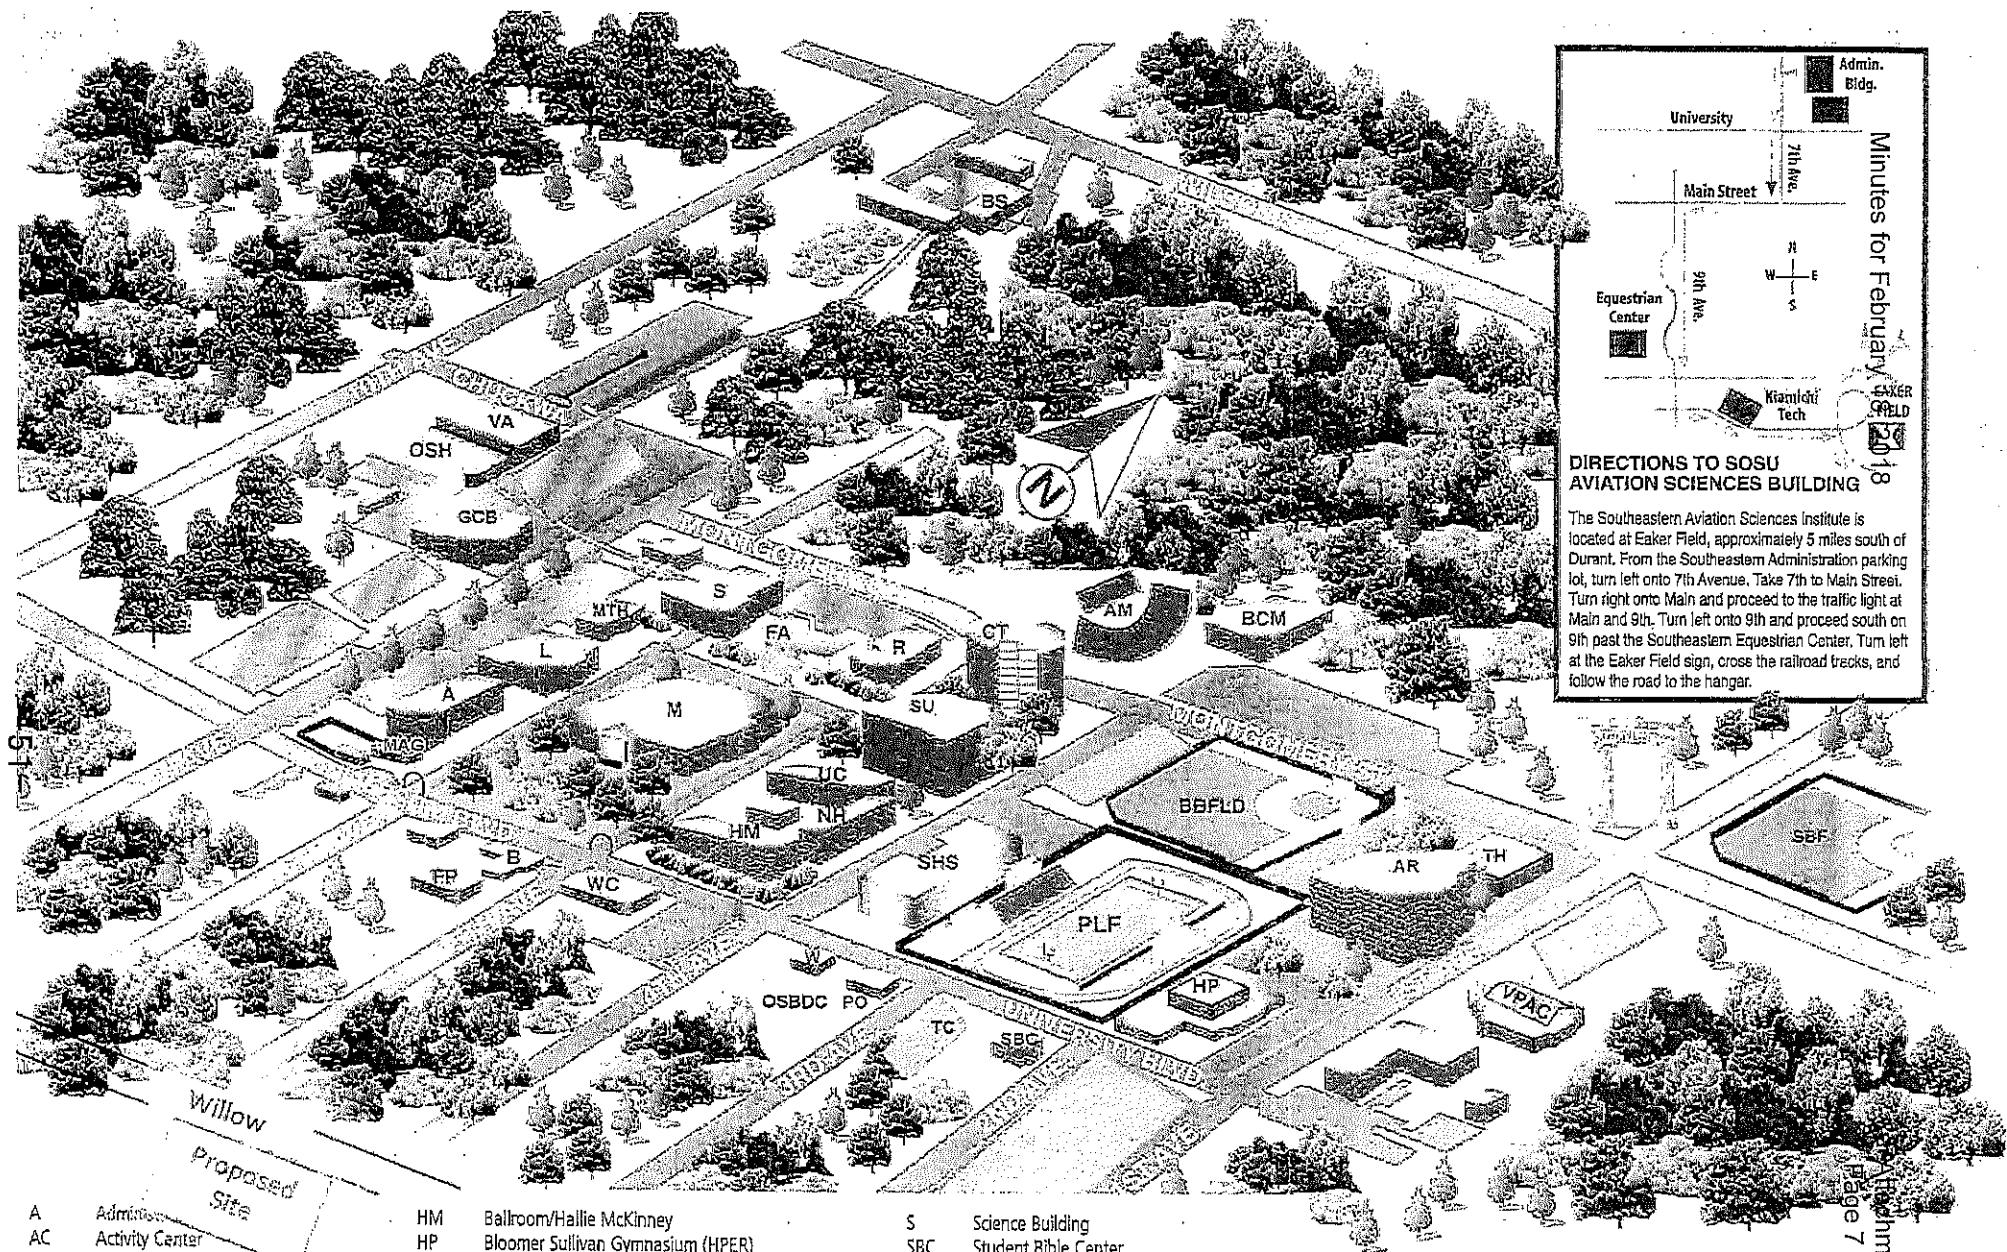 Admin.
Bldg.
University
7th Ave.
Main Street
N
W E
S
9th Ave.
Equestrian
Center
Kiamichi
Tech
EAKER
FIELD
Minutes for February, 16 2018
DIRECTIONS TO SOSU
AVIATION SCIENCES BUILDING
The Southeastern Aviation Sciences Institute is
located at Eaker Field, approximately 5 miles south of
Durant. From the Southeastern Administration parking
lot, turn left onto 7th Avenue. Take 7th to Main Street.
Turn right onto Main and proceed to the traffic light at
Main and 9th. Turn left onto 9th and proceed south on
9th past the Southeastern Equestrian Center. Turn left
at the Eaker Field sign, cross the railroad tracks, and
follow the road to the hangar.
BS
CHUCKWA
VA
OSH
GCB
N
MONTGOMERY
S
MTH
AM
BCM
FA
R
CT
L
A
M
SU
MAG
MONTGOMERY
UC
BBFLD
NH
HM
SBF
B
SHS
AR
TH
FP
WC
PLF
W
HP
OSBDC PO
VPAC
TC
SBC
UNIVERSITY BLVD
51
Willow
Proposed
Site
A
HM Ballroom/Hallie McKinney
S Science Building
AC Activity Center
HP Bloomer Sullivan Gymnasium (HPER)
SBC Student Bible Center
Page 7